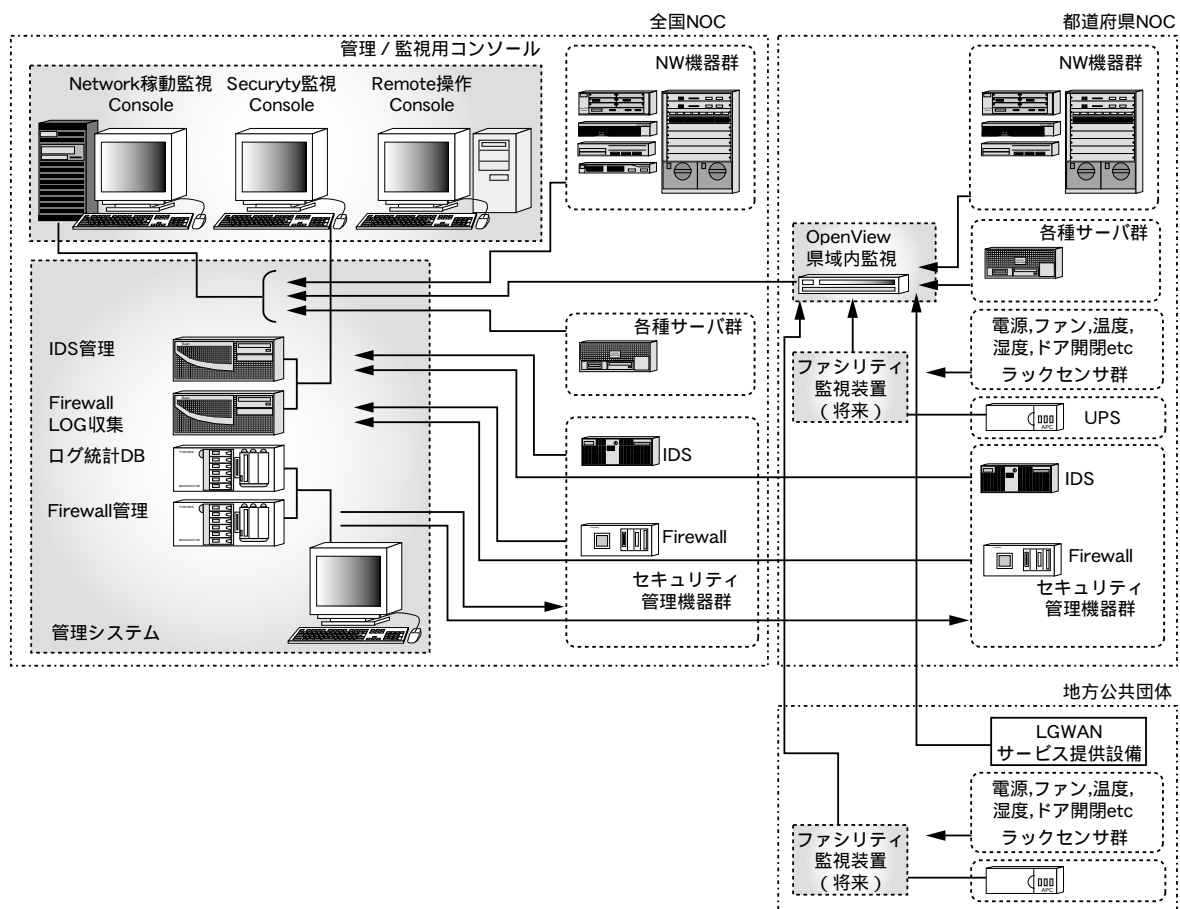 全国NOC
都道府県NOC
管理 / 監視用コンソール
Network稼動監視
Console
Securyty監視
Console
Remote操作
Console
NW機器群
NW機器群
OpenView
県域内監視
各種サーバ群
各種サーバ群
電源,ファン,温度,
湿度,ドア開閉etc
ラックセンサ群
ファシリティ
監視装置
(将来)
UPS
APC
IDS管理
Firewall
LOG収集
ログ統計DB
Firewall管理
IDS
IDS
Firewall
Firewall
セキュリティ
管理機器群
セキュリティ
管理機器群
管理システム
地方公共団体
LGWAN
サービス提供設備
電源,ファン,温度,
湿度,ドア開閉etc
ラックセンサ群
ファシリティ
監視装置
(将来)
APC